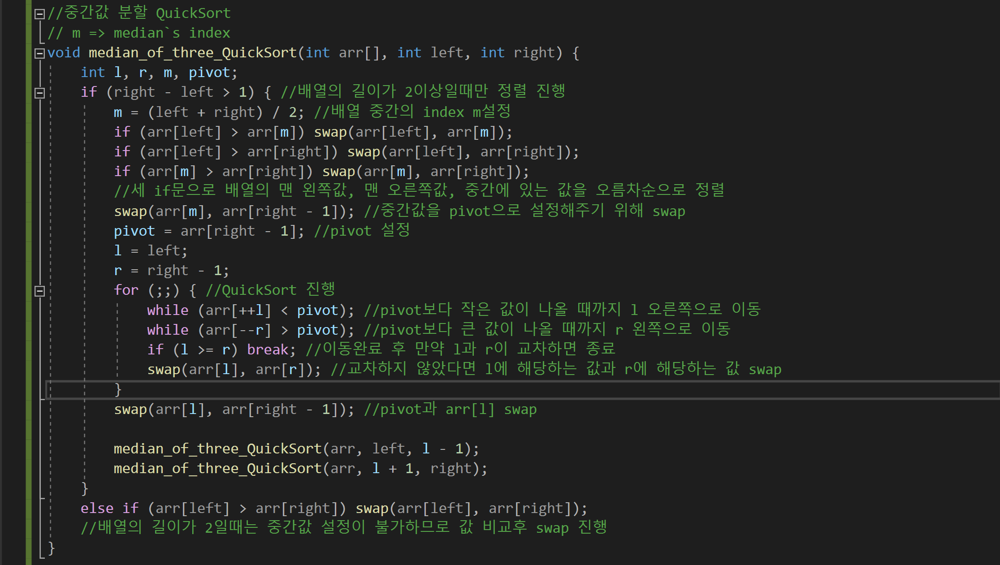 //중간값 분할 QuickSort
// m => median`s index
void median_of_three_QuickSort(int arr[], int left, int right) {
    int l, r, m, pivot;
    if (right - left > 1) { //배열의 길이가 2이상일때만 정렬 진행
        m = (left + right) / 2; //배열 중간의 index m설정
        if (arr[left] > arr[m]) swap(arr[left], arr[m]);
        if (arr[left] > arr[right]) swap(arr[left], arr[right]);
        if (arr[m] > arr[right]) swap(arr[m], arr[right]);
        //세 if문으로 배열의 맨 왼쪽값, 맨 오른쪽값, 중간에 있는 값을 오름차순으로 정렬
        swap(arr[m], arr[right - 1]); //중간값을 pivot으로 설정해주기 위해 swap
        pivot = arr[right - 1]; //pivot 설정
        l = left;
        r = right - 1;
        for (;;) { //QuickSort 진행
            while (arr[++l] < pivot); //pivot보다 작은 값이 나올 때까지 l 오른쪽으로 이동
            while (arr[--r] > pivot); //pivot보다 큰 값이 나올 때까지 r 왼쪽으로 이동
            if (l >= r) break; //이동완료 후 만약 l과 r이 교차하면 종료
            swap(arr[l], arr[r]); //교차하지 않았다면 l에 해당하는 값과 r에 해당하는 값 swap
        }
        swap(arr[l], arr[right - 1]); //pivot과 arr[l] swap
        median_of_three_QuickSort(arr, left, l - 1);
        median_of_three_QuickSort(arr, l + 1, right);
    }
    else if (arr[left] > arr[right]) swap(arr[left], arr[right]);
    //배열의 길이가 2일때는 중간값 설정이 불가하므로 값 비교후 swap 진행
}